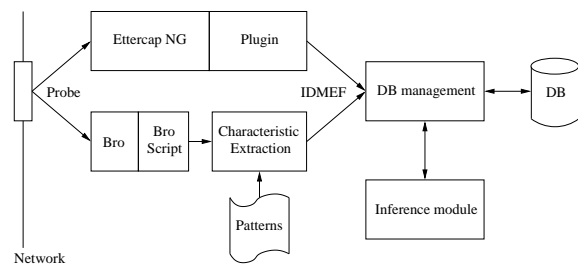 Ettercap NG
Plugin
Probe
IDMEF
DB management
DB
Bro
Bro
Script
Characteristic
Extraction
Patterns
Inference module
Network